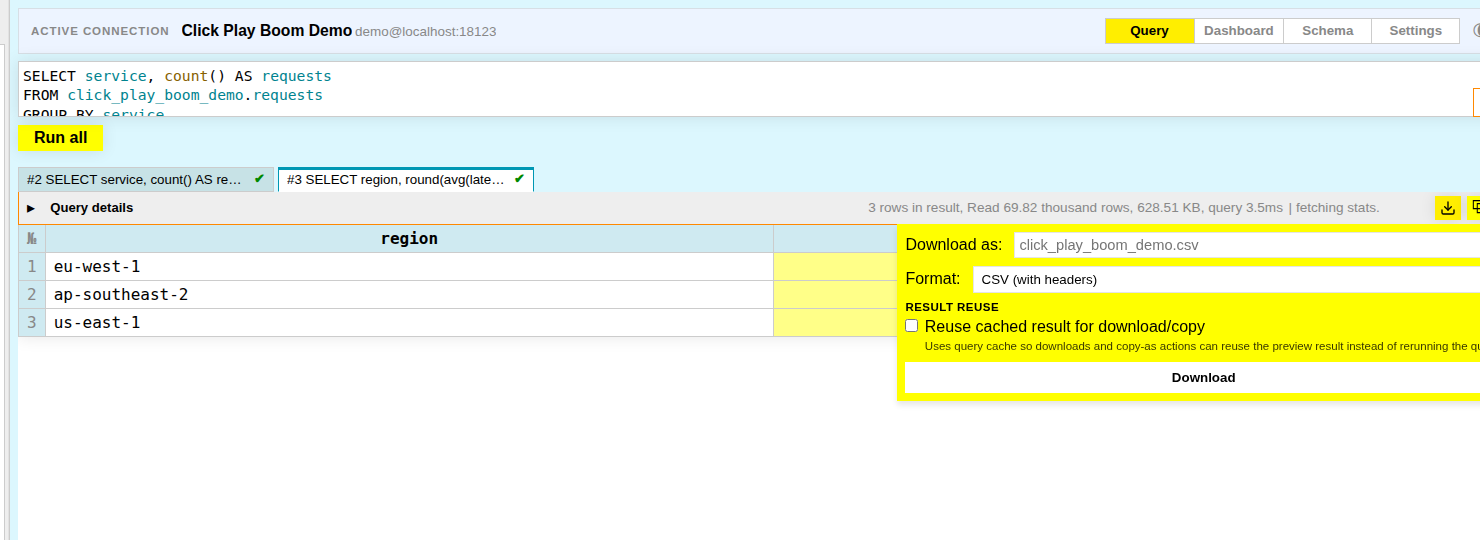 ACTIVE CONNECTION Click Play Boom Demo demo@localhost:18123
Query Dashboard Schema Settings
SELECT service, count() AS requests
FROM click_play_boom_demo.requests
GROUP BY service
Run all
#2 SELECT service, count() AS re… ✔ #3 SELECT region, round(avg(late… ✔
▶ Query details 3 rows in result, Read 69.82 thousand rows, 628.51 KB, query 3.5ms | fetching stats.
№ region
1 eu-west-1
2 ap-southeast-2
3 us-east-1
Download as: click_play_boom_demo.csv
Format: CSV (with headers)
RESULT REUSE
Reuse cached result for download/copy
Uses query cache so downloads and copy-as actions can reuse the preview result instead of rerunning the
Download